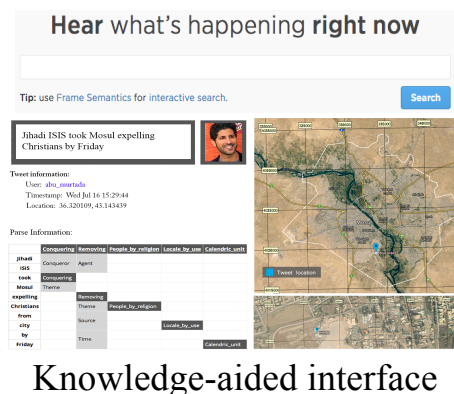 Hear what's happening right now
Tip: use Frame Semantics for interactive search.
Search
Jihadi ISIS took Mosul expelling
Christians by Friday
Tweet information:
User: abu_murtada
Timestamp: Wed Jul 16 15:29:44
Location: 36.320109, 43.143439
Parse Information:
Conquering Removing People_by_religion Locale_by_use Calendric_unit
Jihadi
ISIS
Conqueror Agent
took Conquering
Mosul Theme
expelling Removing
Christians Theme People_by_religion
from
city Locale_by_use
Source
by
Friday Calendric_unit
Time
Tweet location
Knowledge-aided interface